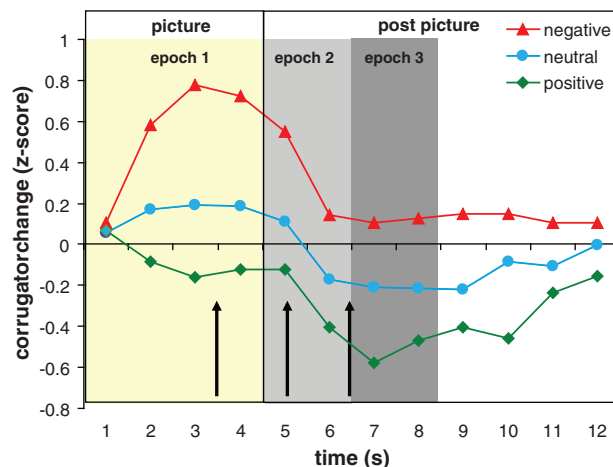 picture post picture
negative
neutral
positive
epoch 1 epoch 2 epoch 3
corrugatorchange (z-score)
1
0.8
0.6
0.4
0.2
0
-0.2
-0.4
-0.6
-0.8
1 2 3 4 5 6 7 8 9 10 11 12
time (s)